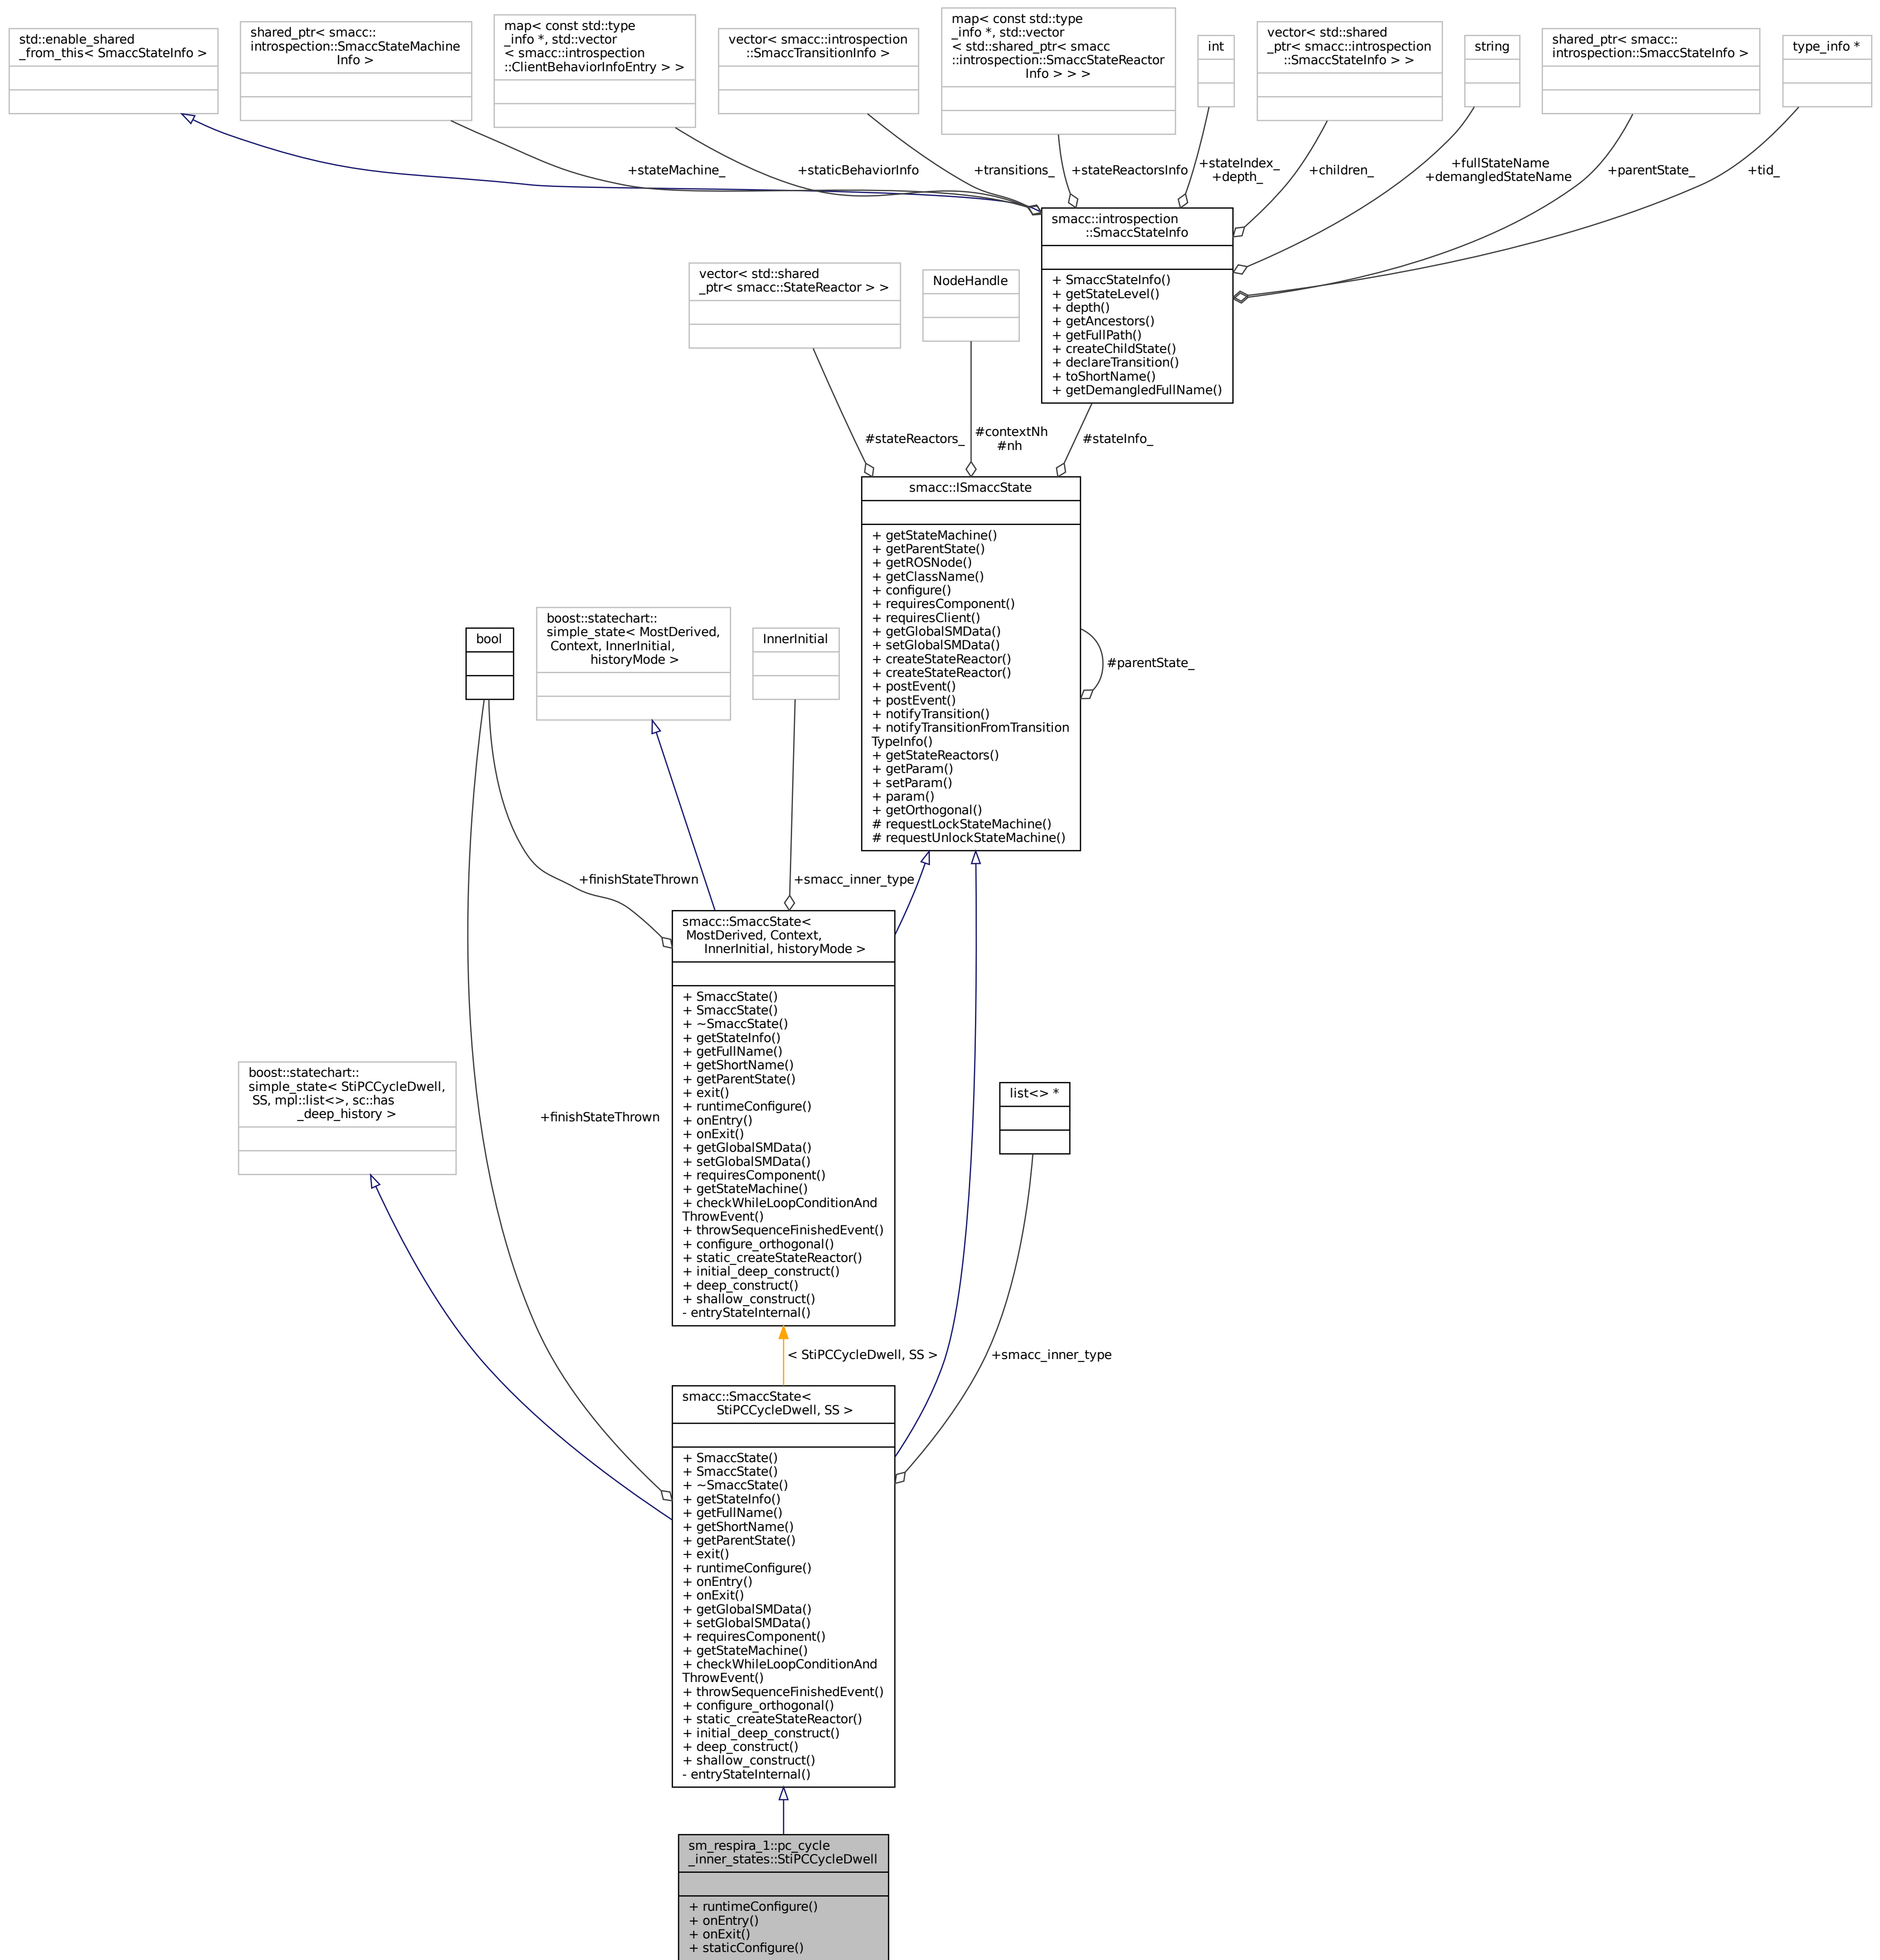 std::enable_shared
_from_this< SmaccStateInfo >
shared_ptr< smacc::
introspection::SmaccStateMachine
Info >
map< const std::type
_info *, std::vector
< smacc::introspection
::ClientBehaviorInfoEntry > >
vector< smacc::introspection
::SmaccTransitionInfo >
map< const std::type
_info *, std::vector
< std::shared_ptr< smacc
::introspection::SmaccStateReactor
Info > > >
int
vector< std::shared
_ptr< smacc::introspection
::SmaccStateInfo > >
string
shared_ptr< smacc::
introspection::SmaccStateInfo >
type_info *
+stateMachine_
+staticBehaviorInfo
+transitions_
+stateReactorsInfo
+stateIndex_
+depth_
+children_
+fullStateName
+demangledStateName
+parentState_
+tid_
smacc::introspection
::SmaccStateInfo
+ SmaccStateInfo()
+ getStateLevel()
+ depth()
+ getAncestors()
+ getFullPath()
+ createChildState()
+ declareTransition()
+ toShortName()
+ getDemangledFullName()
vector< std::shared
_ptr< smacc::StateReactor > >
NodeHandle
#stateReactors_
#contextNh
#nh
#stateInfo_
smacc::ISmaccState
+ getStateMachine()
+ getParentState()
+ getROSNode()
+ getClassName()
+ configure()
+ requiresComponent()
+ requiresClient()
+ getGlobalSMData()
+ setGlobalSMData()
+ createStateReactor()
+ createStateReactor()
+ postEvent()
+ postEvent()
+ notifyTransition()
+ notifyTransitionFromTransition
TypeInfo()
+ getStateReactors()
+ getParam()
+ setParam()
+ param()
+ getOrthogonal()
# requestLockStateMachine()
# requestUnlockStateMachine()
#parentState_
bool
boost::statechart::
simple_state< MostDerived,
Context, InnerInitial,
historyMode >
InnerInitial
+finishStateThrown
+smacc_inner_type
smacc::SmaccState<
MostDerived, Context,
InnerInitial, historyMode >
+ SmaccState()
+ SmaccState()
+ ~SmaccState()
+ getStateInfo()
+ getFullName()
+ getShortName()
+ getParentState()
+ exit()
+ runtimeConfigure()
+ onEntry()
+ onExit()
+ getGlobalSMData()
+ setGlobalSMData()
+ requiresComponent()
+ getStateMachine()
+ checkWhileLoopConditionAnd
ThrowEvent()
+ throwSequenceFinishedEvent()
+ configure_orthogonal()
+ static_createStateReactor()
+ initial_deep_construct()
+ deep_construct()
+ shallow_construct()
- entryStateInternal()
boost::statechart::
simple_state< StiPCCycleDwell,
SS, mpl::list<>, sc::has
_deep_history >
+finishStateThrown
list<> *
< StiPCCycleDwell, SS >
+smacc_inner_type
smacc::SmaccState<
StiPCCycleDwell, SS >
+ SmaccState()
+ SmaccState()
+ ~SmaccState()
+ getStateInfo()
+ getFullName()
+ getShortName()
+ getParentState()
+ exit()
+ runtimeConfigure()
+ onEntry()
+ onExit()
+ getGlobalSMData()
+ setGlobalSMData()
+ requiresComponent()
+ getStateMachine()
+ checkWhileLoopConditionAnd
ThrowEvent()
+ throwSequenceFinishedEvent()
+ configure_orthogonal()
+ static_createStateReactor()
+ initial_deep_construct()
+ deep_construct()
+ shallow_construct()
- entryStateInternal()
sm_respira_1::pc_cycle
_inner_states::StiPCCycleDwell
+ runtimeConfigure()
+ onEntry()
+ onExit()
+ staticConfigure()